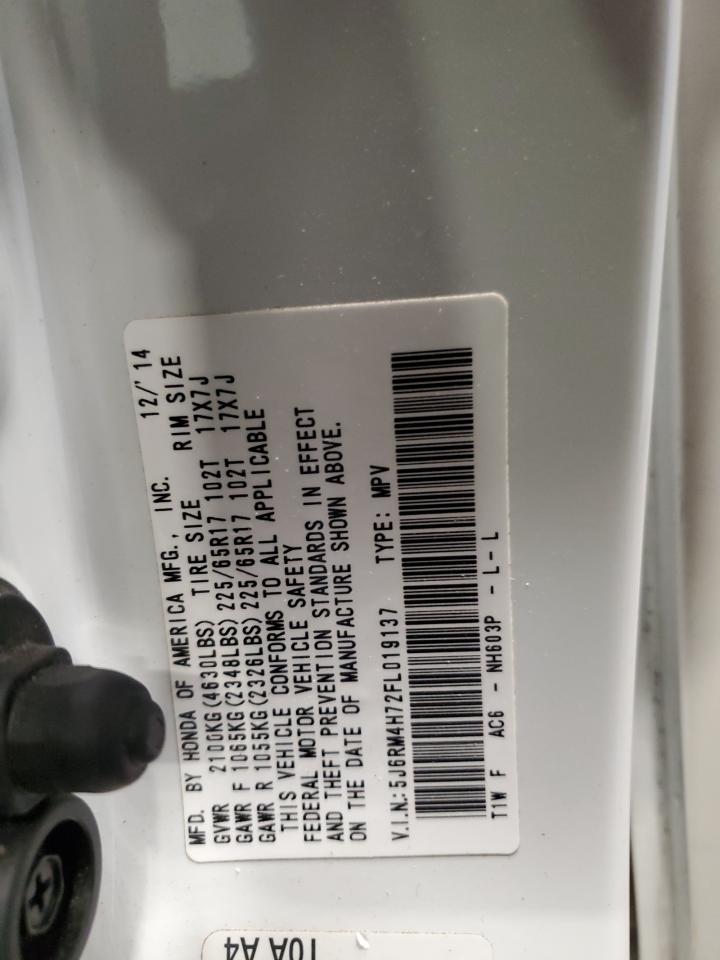 MFD. BY HONDA OF AMERICA MFG., INC. 12/'14
GVWR 2100KG(4630LBS) TIRE SIZE RIM SIZE
GAWR F 1065KG(2348LBS) 225/65R17 102T 17X7J
GAWR R 1055KG(2326LBS) 225/65R17 102T 17X7J
THIS VEHICLE CONFORMS TO ALL APPLICABLE
FEDERAL MOTOR VEHICLE SAFETY
AND THEFT PREVENTION STANDARDS IN EFFECT
ON THE DATE OF MANUFACTURE SHOWN ABOVE.
V.I.N.: 5J6RM4H72FL019137 TYPE: MPV
T1W F AC6 - NH603P - L-L
T0A A4